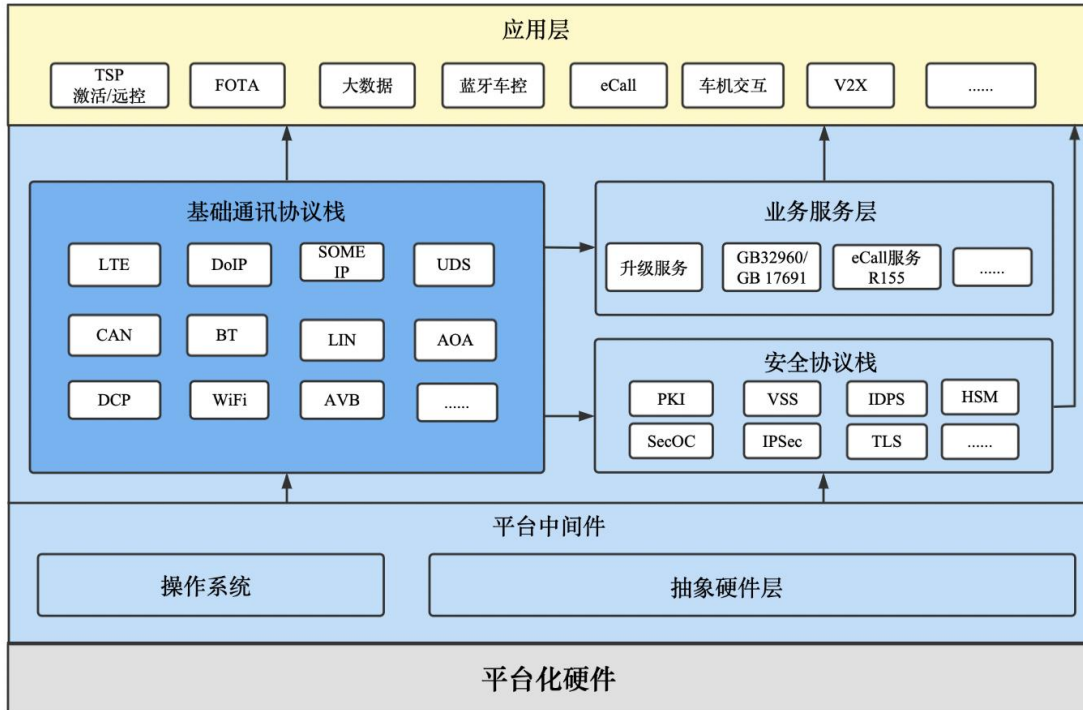 应用层
TSP
激活/远控
FOTA
大数据
蓝牙车控
eCall
车机交互
V2X
......
基础通讯协议栈
LTE
DoIP
SOME
IP
UDS
CAN
BT
LIN
AOA
DCP
WiFi
AVB
......
业务服务层
升级服务
GB32960/
GB 17691
eCall服务
R155
......
安全协议栈
PKI
VSS
IDPS
HSM
SecOC
IPSec
TLS
......
平台中间件
操作系统
抽象硬件层
平台化硬件